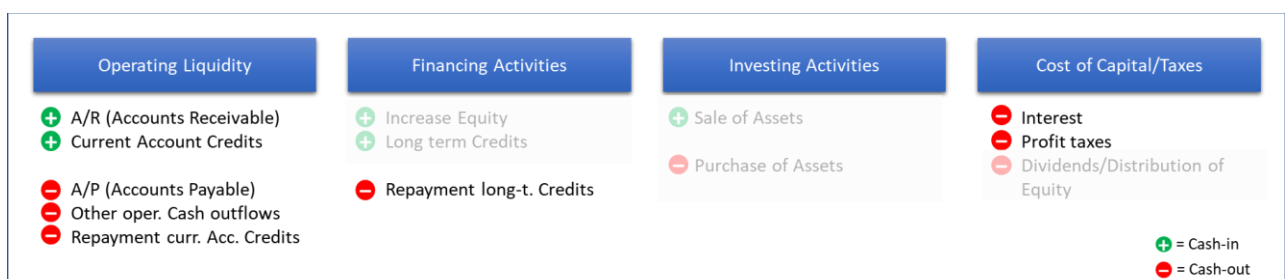 Operating Liquidity
A/R (Accounts Receivable)
Current Account Credits
A/P (Accounts Payable)
Other oper. Cash outflows
Repayment curr. Acc. Credits
Financing Activities
Increase Equity
Long term Credits
Repayment long-t. Credits
Investing Activities
Sale of Assets
Purchase of Assets
Cost of Capital/Taxes
Interest
Profit taxes
Dividends/Distribution of
Equity
= Cash-in
= Cash-out